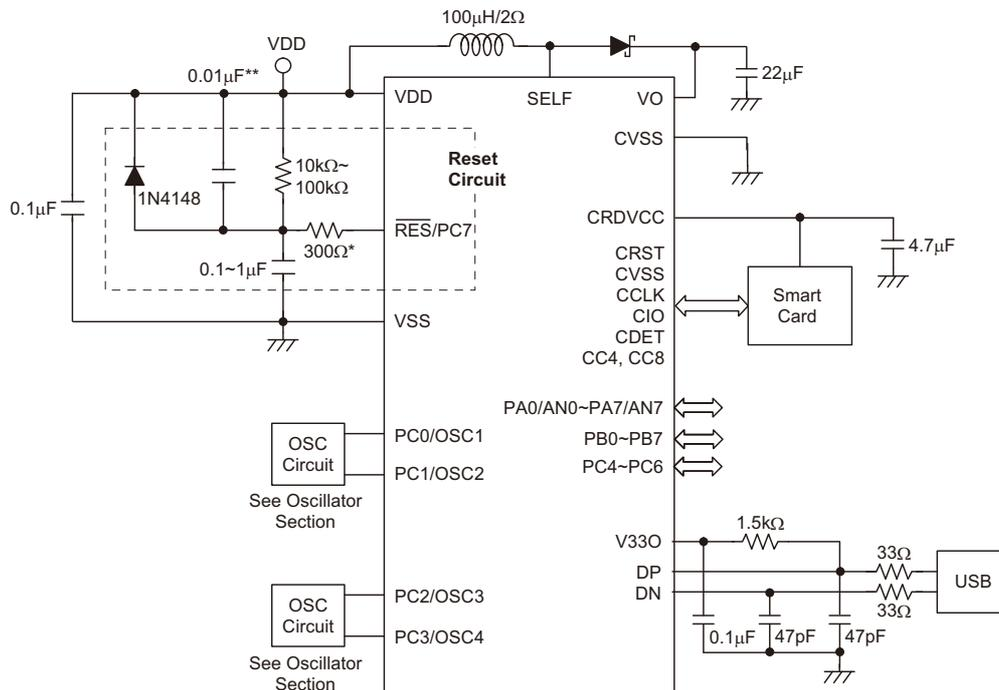 100μH/2Ω
VDD
0.01μF**
VDD
SELF
VO
22μF
CVSS
Reset
Circuit
10kΩ~
100kΩ
1N4148
0.1μF
RES/PC7
300Ω*
0.1~1μF
VSS
CRDVCC
4.7μF
CRST
CVSS
CCLK
CIO
CDET
CC4, CC8
Smart
Card
PA0/AN0~PA7/AN7
PB0~PB7
PC4~PC6
OSC
Circuit
PC0/OSC1
PC1/OSC2
See Oscillator
Section
V33O
1.5kΩ
DP
DN
33Ω
33Ω
USB
0.1μF
47pF
47pF
OSC
Circuit
PC2/OSC3
PC3/OSC4
See Oscillator
Section